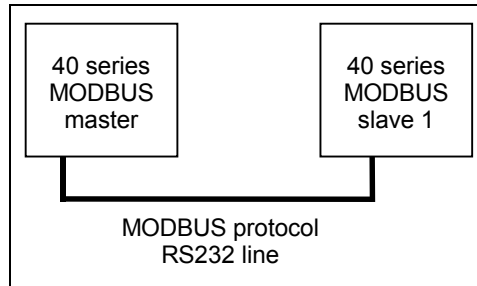 40 series
MODBUS
master
40 series
MODBUS
slave 1
MODBUS protocol
RS232 line